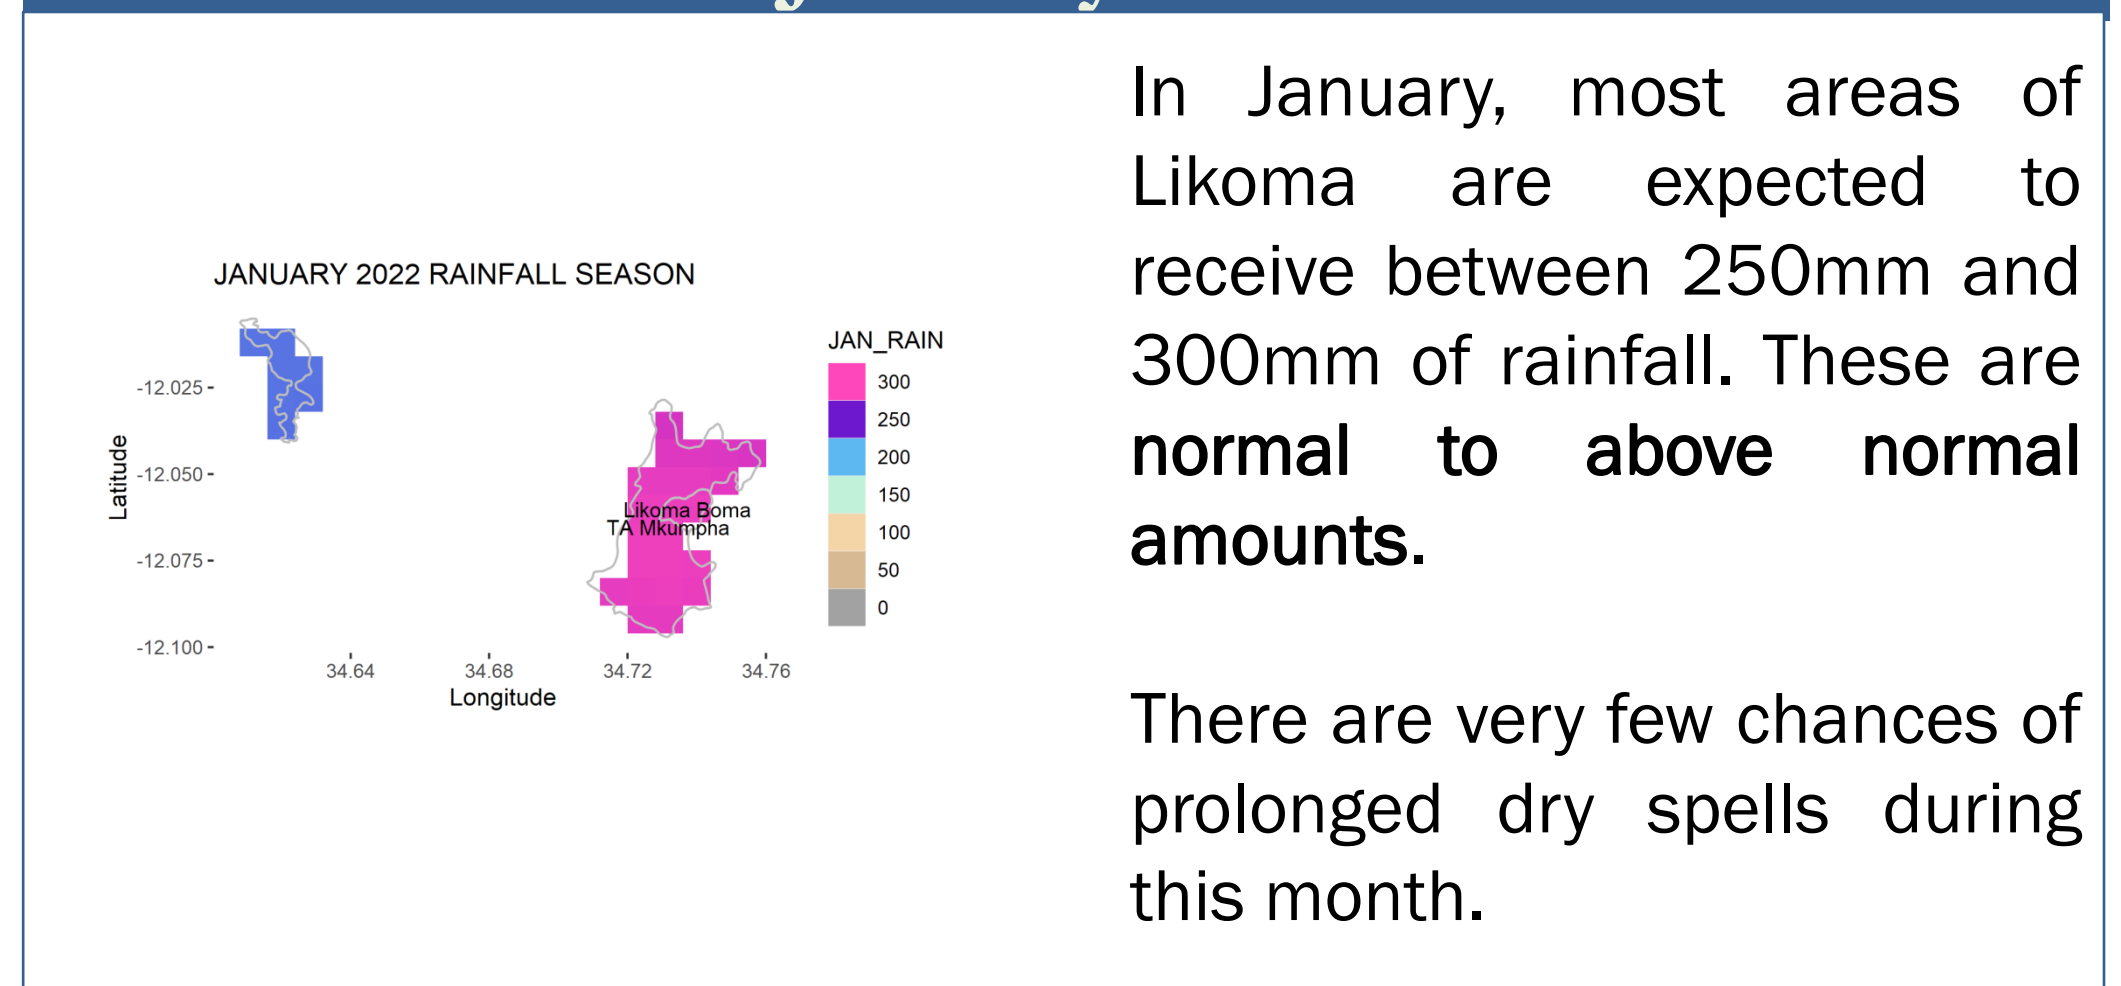 JANUARY 2022 RAINFALL SEASON
JAN_RAIN
300
250
200
150
100
50
0
Latitude
-12.025
-12.050
-12.075
-12.100
Likoma Boma
TA Mkumpha
34.64 34.68 34.72 34.76
Longitude
In January, most areas of
Likoma are expected to
receive between 250mm and
300mm of rainfall. These are
normal to above normal
amounts.
There are very few chances of
prolonged dry spells during
this month.